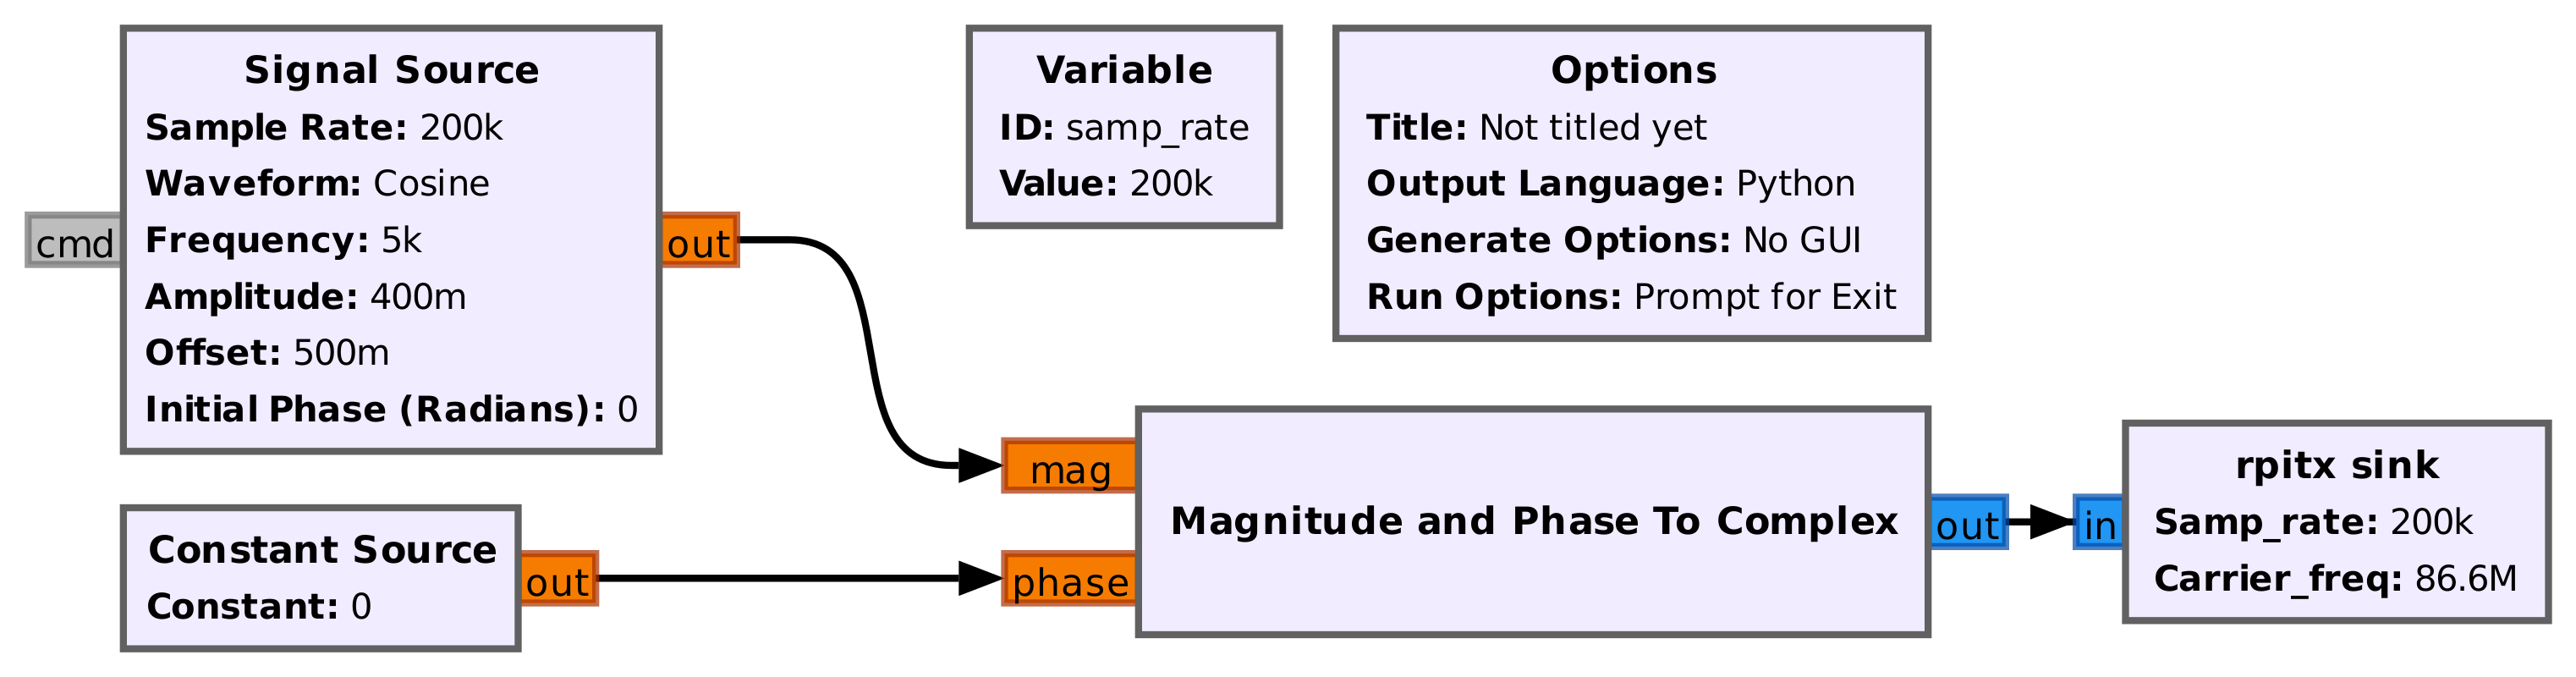 Signal Source
Sample Rate: 200k
Waveform: Cosine
Frequency: 5k
Amplitude: 400m
Offset: 500m
Initial Phase (Radians): 0
cmd
out
Variable
ID: samp_rate
Value: 200k
Options
Title: Not titled yet
Output Language: Python
Generate Options: No GUI
Run Options: Prompt for Exit
Constant Source
Constant: 0
out
mag
phase
Magnitude and Phase To Complex
out
in
rpitx sink
Samp_rate: 200k
Carrier_freq: 86.6M